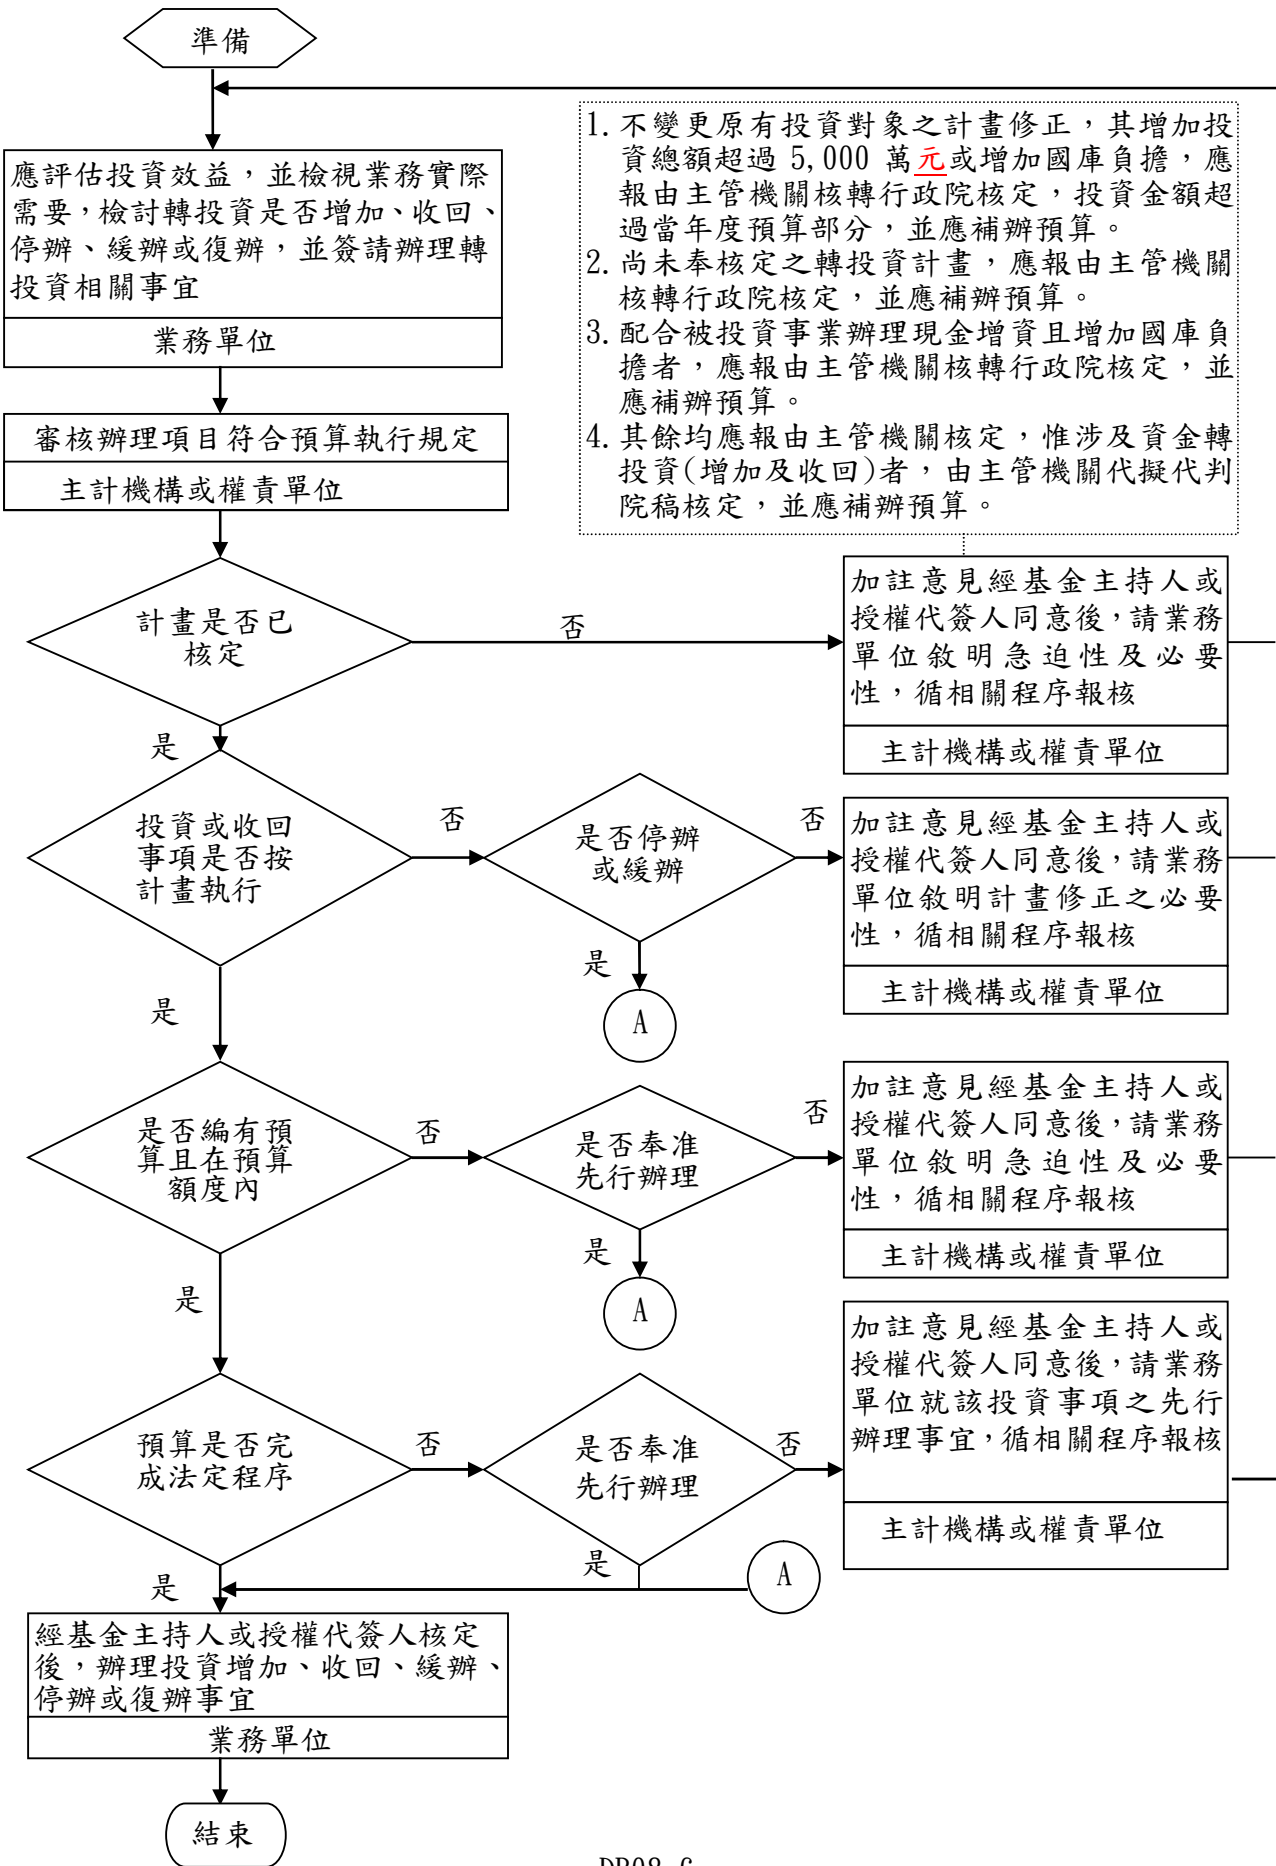 準備
1.不變更原有投資對象之計畫修正，其增加投
資總額超過 5,000 萬元或增加國庫負擔，應
報由主管機關核轉行政院核定，投資金額超
過當年度預算部分，並應補辦預算。
2.尚未奉核定之轉投資計畫，應報由主管機關
核轉行政院核定，並應補辦預算。
3.配合被投資事業辦理現金增資且增加國庫負
擔者，應報由主管機關核轉行政院核定，並
應補辦預算。
4.其餘均應報由主管機關核定，惟涉及資金轉
投資(增加及收回)者，由主管機關代擬代判
院稿核定，並應補辦預算。
應評估投資效益，並檢視業務實際
需要，檢討轉投資是否增加、收回、
停辦、緩辦或復辦，並簽請辦理轉
投資相關事宜
業務單位
審核辦理項目符合預算執行規定
主計機構或權責單位
計畫是否已
核定
否
加註意見經基金主持人或
授權代簽人同意後，請業務
單位敘明急迫性及必要
性，循相關程序報核
主計機構或權責單位
是
投資或收回
事項是否按
計畫執行
否
是否停辦
或緩辦
否
加註意見經基金主持人或
授權代簽人同意後，請業務
單位敘明計畫修正之必要
性，循相關程序報核
主計機構或權責單位
是
A
是
是否編有預
算且在預算
額度內
否
是否奉准
先行辦理
否
加註意見經基金主持人或
授權代簽人同意後，請業務
單位敘明急迫性及必要
性，循相關程序報核
主計機構或權責單位
是
A
是
預算是否完
成法定程序
否
是否奉准
先行辦理
否
加註意見經基金主持人或
授權代簽人同意後，請業務
單位就該投資事項之先行
辦理事宜，循相關程序報核
主計機構或權責單位
是
A
是
經基金主持人或授權代簽人核定
後，辦理投資增加、收回、緩辦、
停辦或復辦事宜
業務單位
結束